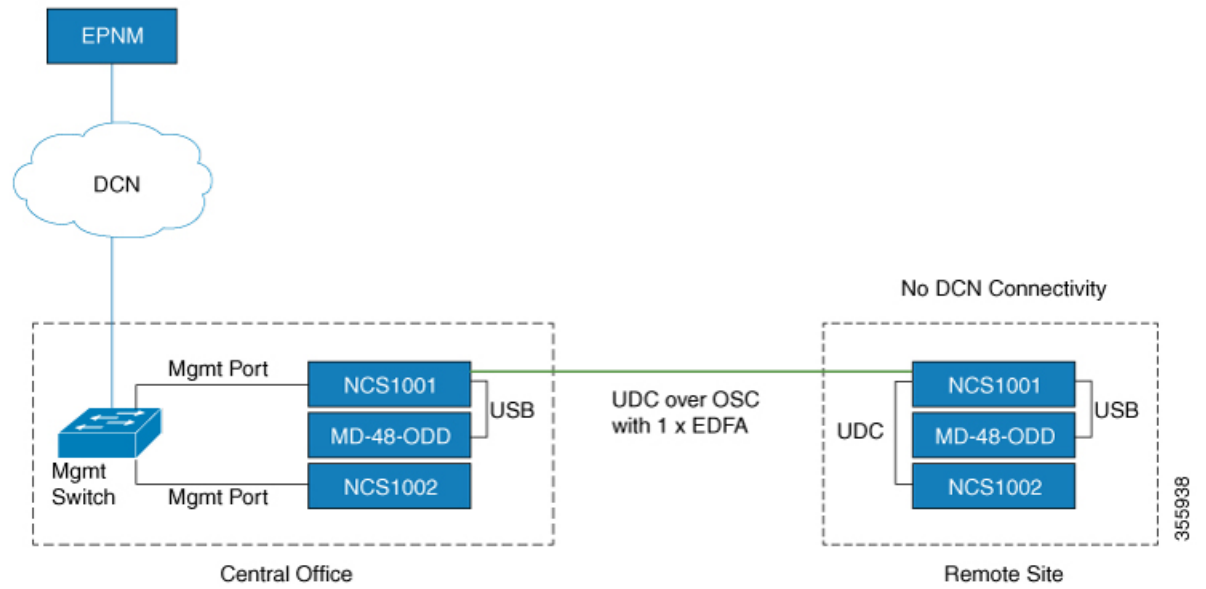 EPNM
DCN
No DCN Connectivity
Mgmt Port
NCS1001
USB
MD-48-ODD
Mgmt
Switch
Mgmt Port
NCS1002
UDC over OSC
with 1 x EDFA
NCS1001
UDC
USB
MD-48-ODD
NCS1002
355938
Central Office
Remote Site